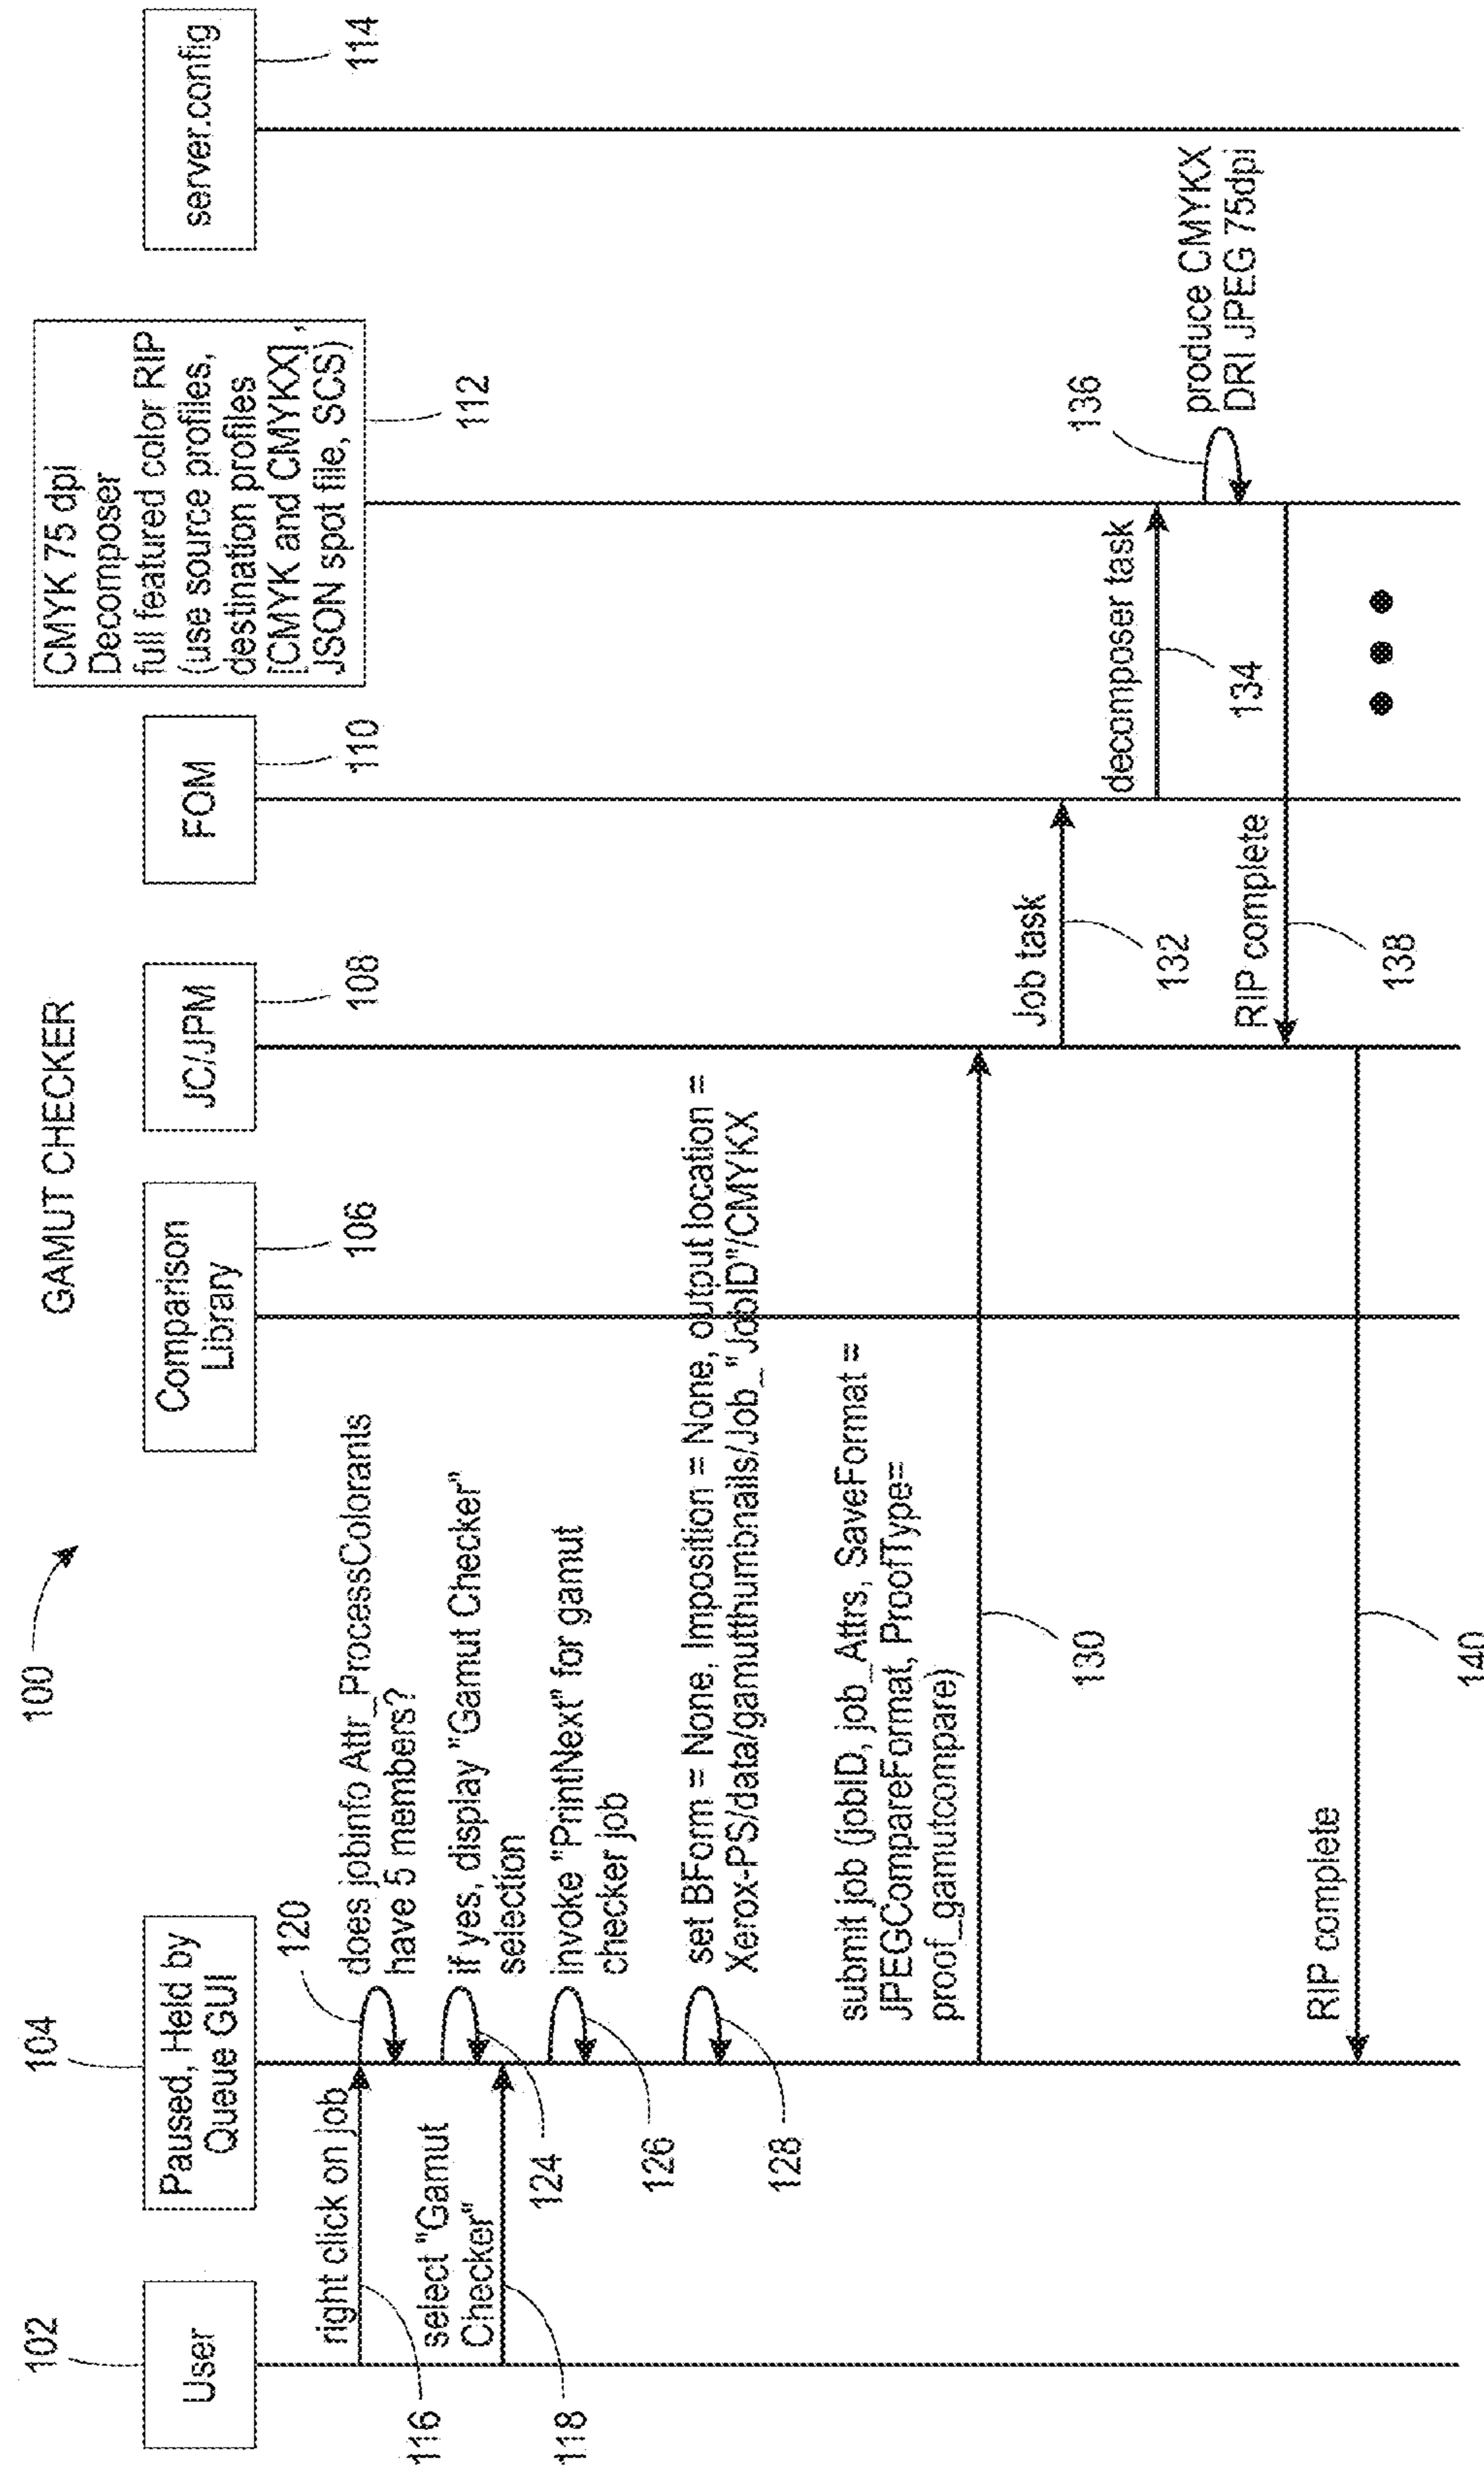 GAMUT CHECKER
100
102
User
104
Paused, Held by
Queue GUI
Comparison
Library
106
JC/JPM
108
FOM
110
CMYK 75 dpi
Decomposer
full featured color RIP
(use source profiles,
destination profiles
[CMYK and CMYKX],
JSON spot file, SCS)
112
server.config
114
right click on job
116
120
does jobinfo Attr_ProcessColorants
have 5 members?
select "Gamut
Checker"
118
124
if yes, display "Gamut Checker"
selection
126
invoke "PrintNext" for gamut
checker job
128
set BForm = None, Imposition = None, output location =
Xerox-PS/data/gamutthumbnails/Job_"JobID"/CMYKX
submit job (jobID, job_Attrs, SaveFormat =
JPEGCompareFormat, ProofType=
proof_gamutcompare)
130
Job task
132
decomposer task
134
136
produce CMYKX
DRI JPEG 75dpi
RIP complete
138
RIP complete
140